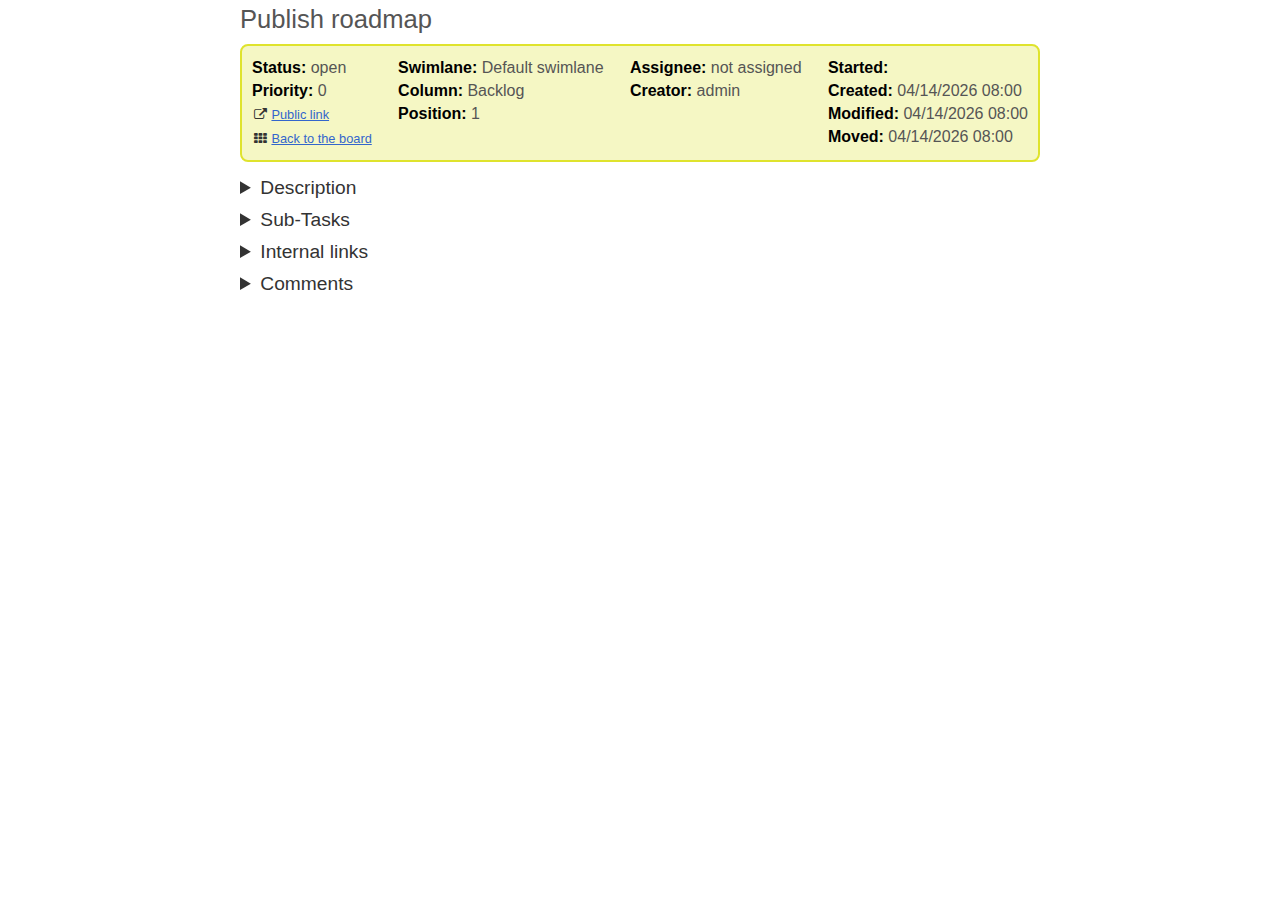 Publish roadmap
Status: open
Priority: 0
Public link
Back to the board
Swimlane: Default swimlane
Column: Backlog
Position: 1
Assignee: not assigned
Creator: admin
Started:
Created: 04/14/2026 08:00
Modified: 04/14/2026 08:00
Moved: 04/14/2026 08:00
Description
Sub-Tasks
Internal links
Comments